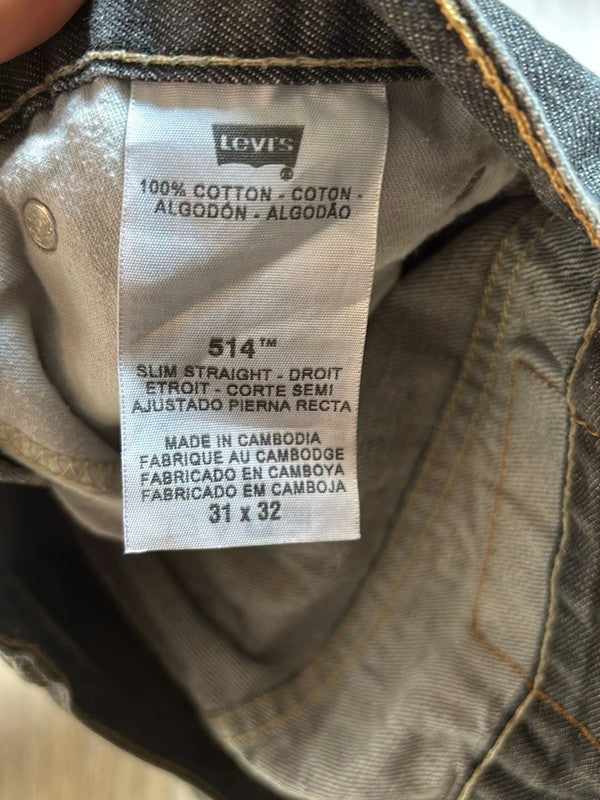 Levi's
®
100% COTTON - COTON -
ALGODÓN - ALGODÃO
514™
SLIM STRAIGHT - DROIT
ETROIT - CORTE SEMI
AJUSTADO PIERNA RECTA
MADE IN CAMBODIA
FABRIQUE AU CAMBODGE
FABRICADO EN CAMBOYA
FABRICADO EM CAMBOJA
31 x 32